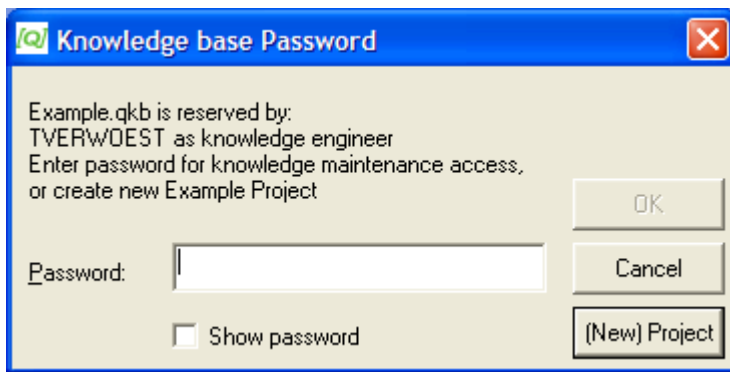 [Q] Knowledge base Password
Example.qkb is reserved by:
TVERWOEST as knowledge engineer
Enter password for knowledge maintenance access,
or create new Example Project
OK
Password:
Cancel
Show password
(New) Project